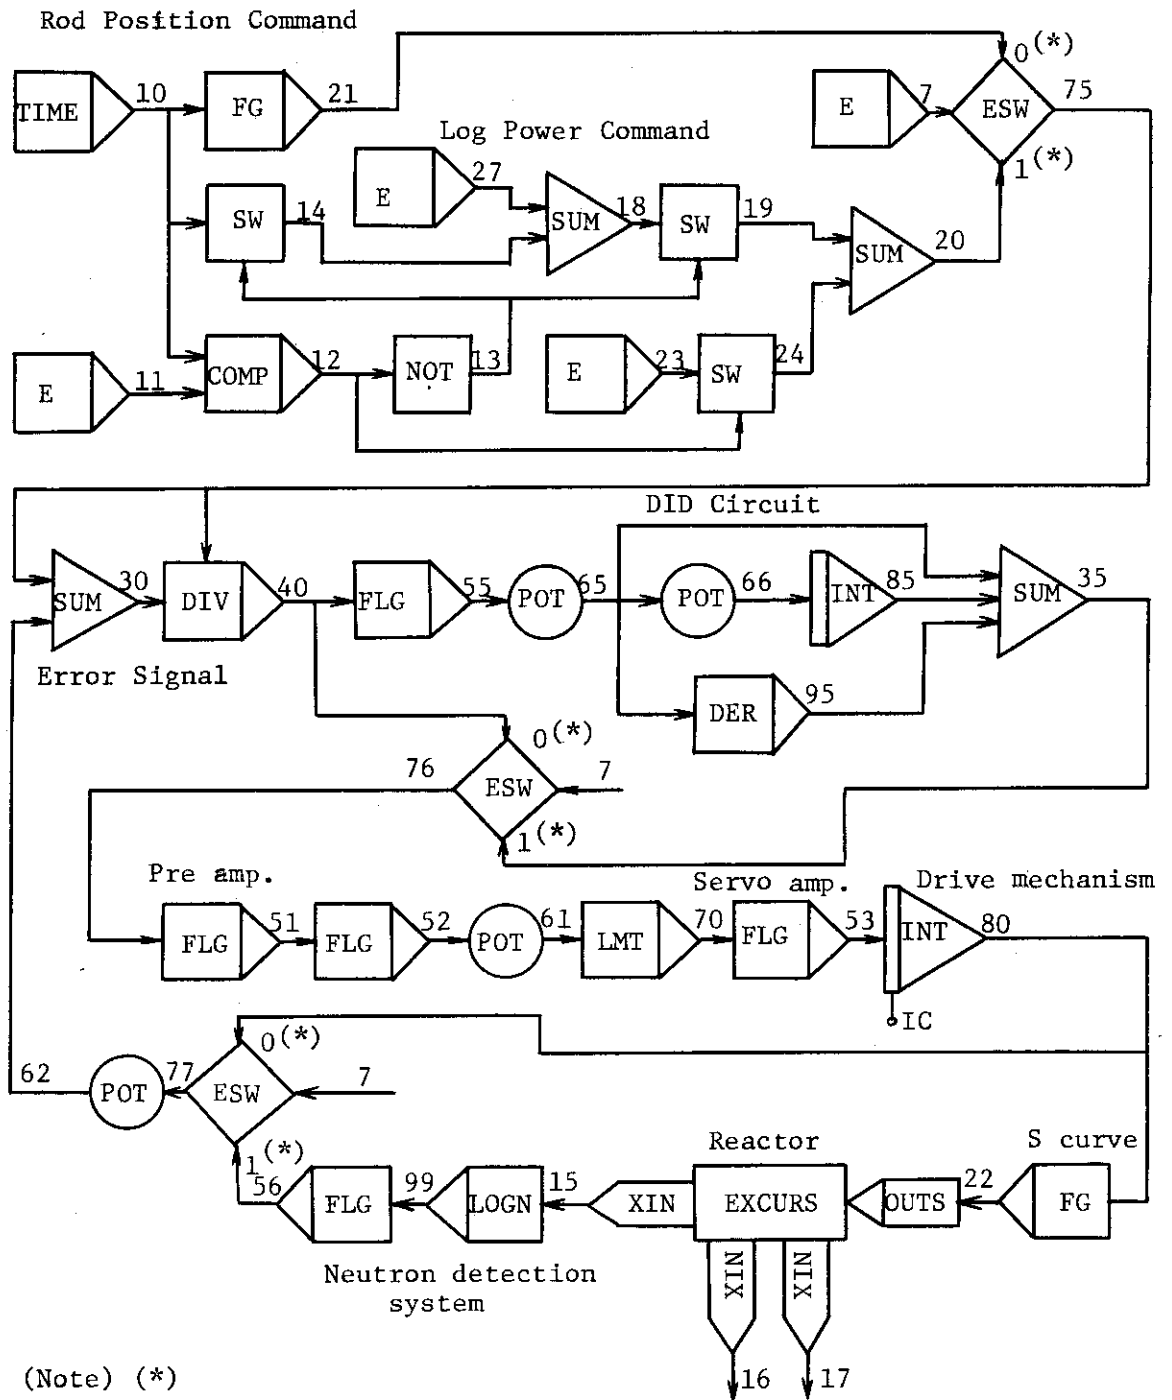 Rod Position Command
0(*)
TIME
10
FG
21
E
7
ESW
75
Log Power Command
1(*)
E
27
SW
14
SUM
18
SW
19
SUM
20
E
11
COMP
12
NOT
13
E
23
SW
24
DID Circuit
SUM
30
DIV
40
FLG
55
POT
65
POT
66
INT
85
SUM
35
Error Signal
DER
95
0(*)
76
ESW
7
1(*)
Pre amp.
Servo amp.
Drive mechanism
FLG
51
FLG
52
POT
61
LMT
70
FLG
53
INT
80
IC
0(*)
62
POT
77
ESW
7
1(*)
Reactor
S curve
56
FLG
99
LOGN
15
XIN
EXCURS
OUTS
22
FG
XIN
XIN
Neutron detection
system
16
17
(Note) (*)